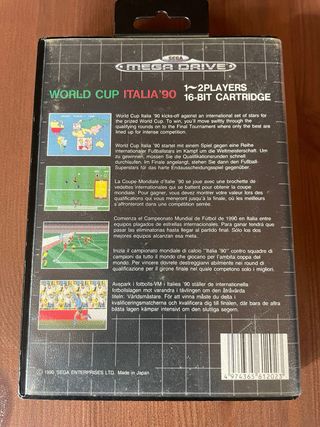 SEGA
MEGA DRIVE
WORLD CUP ITALIA'90
1~2PLAYERS
16-BIT CARTRIDGE
World Cup Italia '90 kicks-off against an international set of stars for
the prized World Cup. To win, you'll move swiftly through the
qualifying rounds on to the Final Tournament where only the best are
lined up for intense competition.
World Cup Italia '90 startet mit einem Spiel gegen eine Reihe
internationaler Fußballstars im Kampf um die Weltmeisterschaft. Um
zu gewinnen, müssen Sie die Qualifikationsrunden schnell
durchlaufen. Im Finale angelangt, stehen Sie dann den Fußball-
Superstars für das harte Endausscheidungsspiel gegenüber.
La Coupe Mondiale d'Italie '90 se joue avec une brochette de
vedettes internationales qui se battent pour obtenir la coupe
mondiale. Pour gagner, vous devez montrer votre valeur lors des
qualifications qui vous meneront jusqu'à la finale, où les meilleurs
s'affronteront dans une compétition serrée.
Comienza el Campeonato Mundial de Fútbol de 1990 en Italia entre
equipos plagados de estrellas internacionales. Para ganar tendrá que
pasar las eliminatorias hasta llegar al partido final. Sólo los dos
mejores equipos alcanzan esa meta.
Inizia il campionato mondiale di calcio "Italia '90" contro squadre di
campioni da tutto il mondo che giocano per l'ambita coppa del
mondo. Per vincere dovrete destreggiarvi abilmente nei round di
qualificazione per il girone finale nel quale competono solo i migliori.
Avspark i fotbolls-VM i Italiens '90 ställer de internationella
fotbollslagen mot varandra i tävlingen om den åtråvärda
titeln: Världsmästare. För att vinna måste du delta i
kvalificeringsmatcherna och kvalificera dig till finalen, där bara de allra
bästa lagen kämpar intensivt om den slutliga segern.
© 1990 SEGA ENTERPRISES LTD. Made in Japan
4 974365 612023